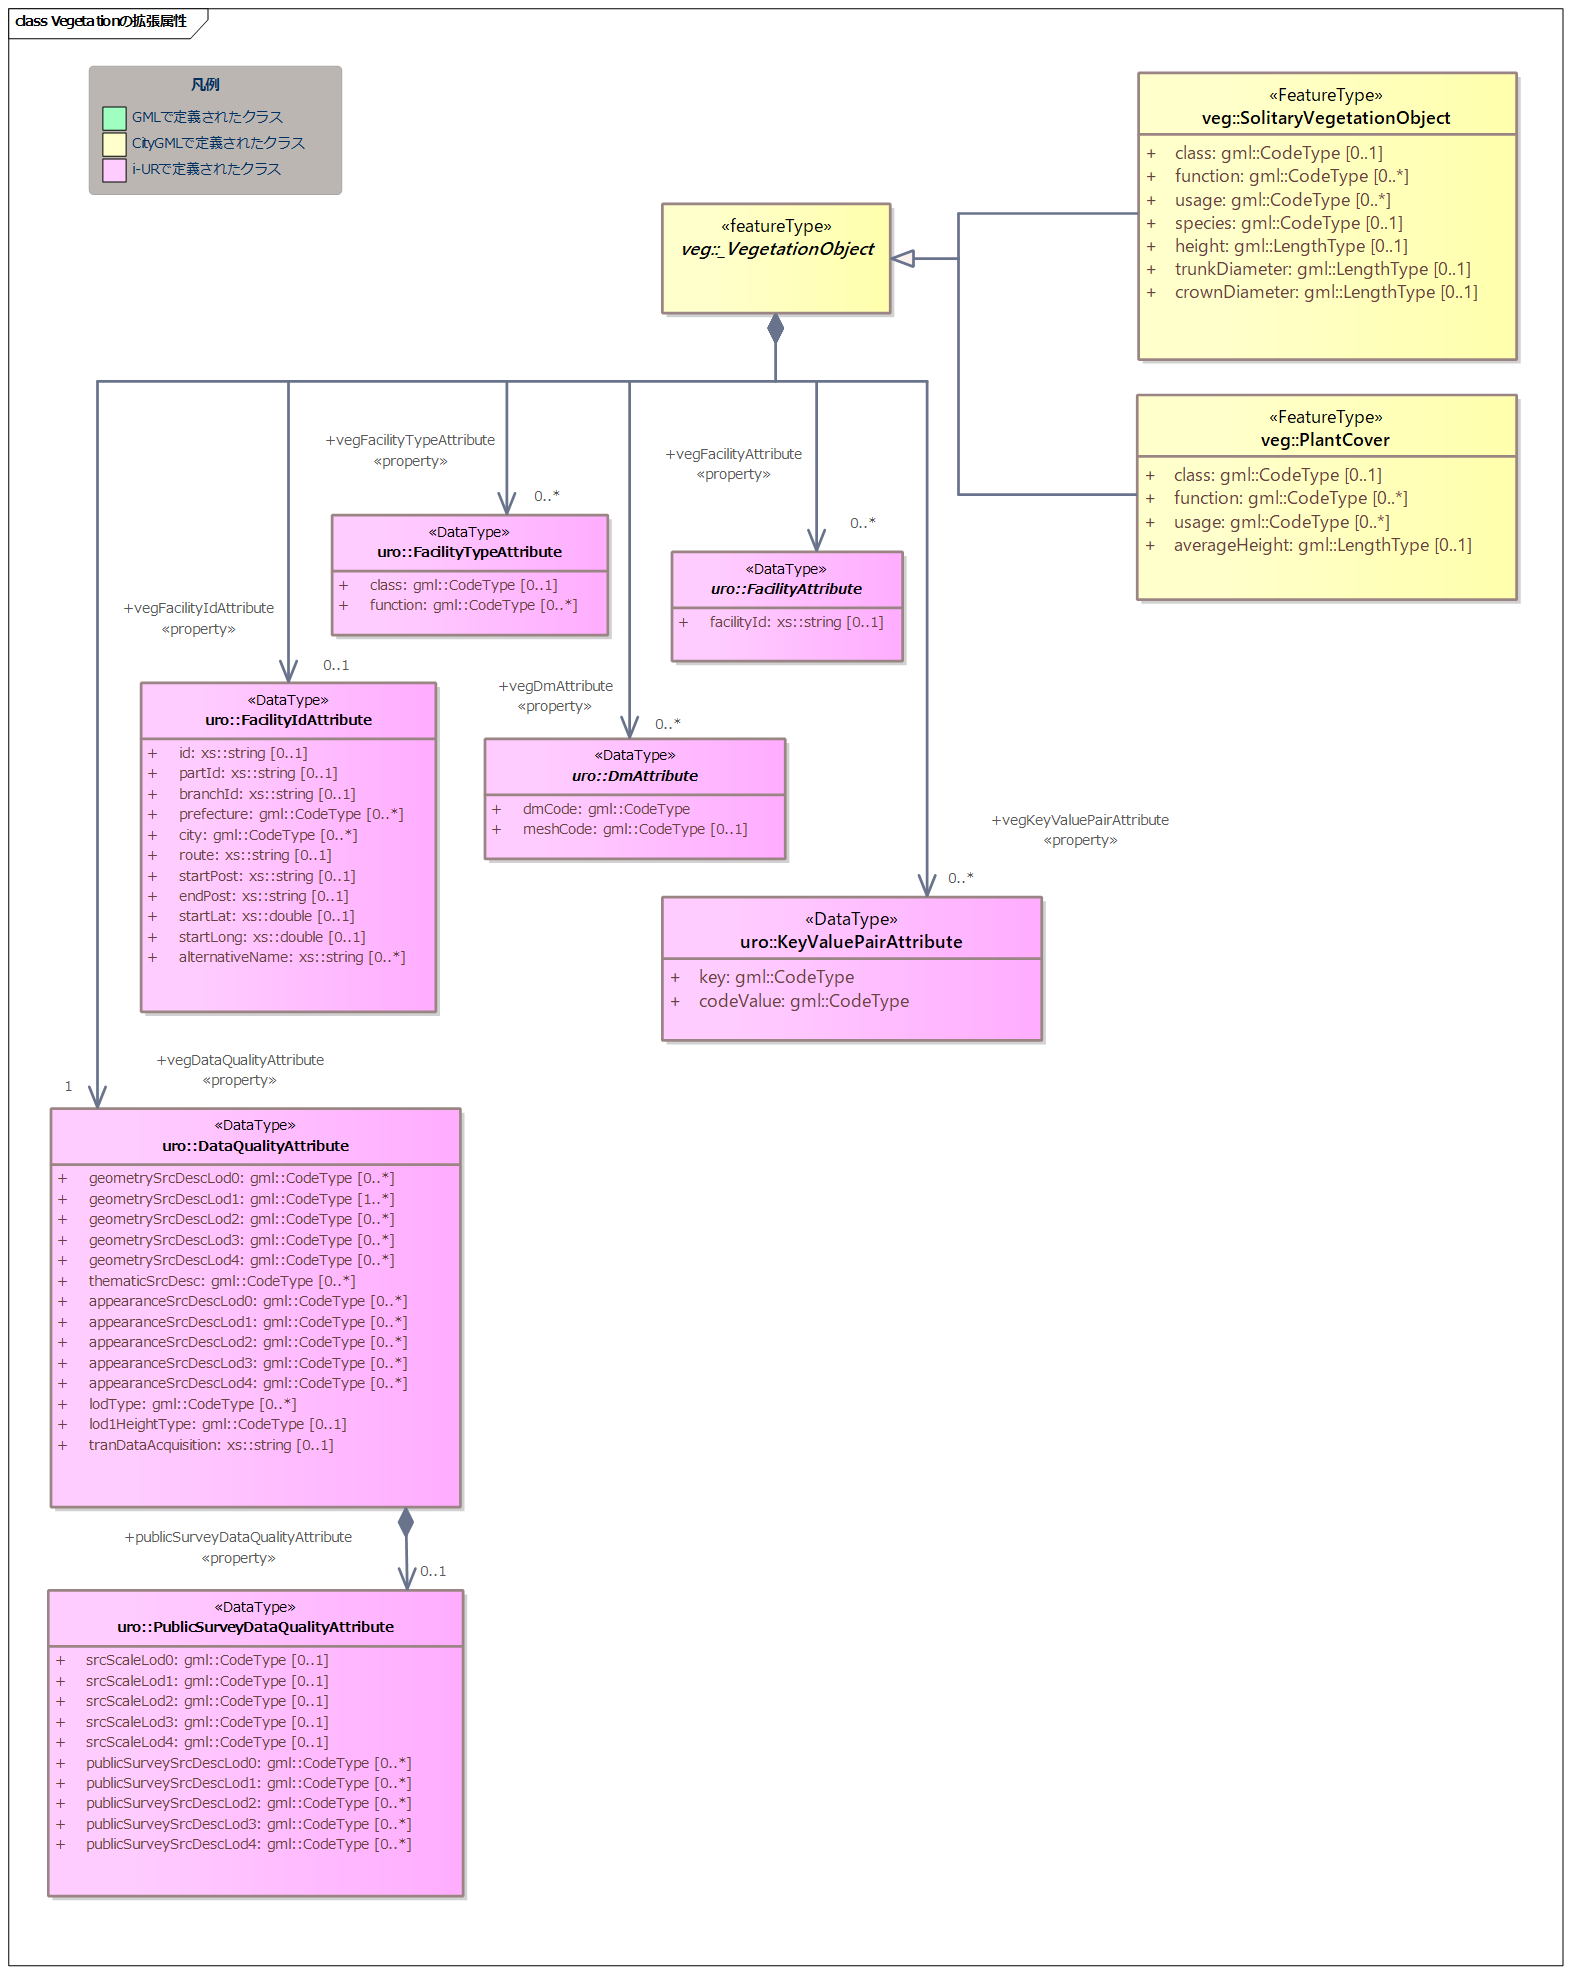 class Vegetationの拡張属性
凡例
GMLで定義されたクラス
CityGMLで定義されたクラス
i-URで定義されたクラス
«FeatureType»
veg::SolitaryVegetationObject
+ class: gml::CodeType [0..1]
+ function: gml::CodeType [0..*]
+ usage: gml::CodeType [0..*]
+ species: gml::CodeType [0..1]
+ height: gml::LengthType [0..1]
+ trunkDiameter: gml::LengthType [0..1]
+ crownDiameter: gml::LengthType [0..1]
«featureType»
veg::_VegetationObject
«FeatureType»
veg::PlantCover
+ class: gml::CodeType [0..1]
+ function: gml::CodeType [0..*]
+ usage: gml::CodeType [0..*]
+ averageHeight: gml::LengthType [0..1]
+vegFacilityTypeAttribute
«property»
0..*
«DataType»
uro::FacilityTypeAttribute
+ class: gml::CodeType [0..1]
+ function: gml::CodeType [0..*]
+vegFacilityAttribute
«property»
0..*
«DataType»
uro::FacilityAttribute
+ facilityId: xs::string [0..1]
+vegFacilityIdAttribute
«property»
0..1
«DataType»
uro::FacilityIdAttribute
+ id: xs::string [0..1]
+ partId: xs::string [0..1]
+ branchId: xs::string [0..1]
+ prefecture: gml::CodeType [0..*]
+ city: gml::CodeType [0..*]
+ route: xs::string [0..1]
+ startPost: xs::string [0..1]
+ endPost: xs::string [0..1]
+ startLat: xs::double [0..1]
+ startLong: xs::double [0..1]
+ alternativeName: xs::string [0..*]
+vegDmAttribute
«property»
0..*
«DataType»
uro::DmAttribute
+ dmCode: gml::CodeType
+ meshCode: gml::CodeType [0..1]
+vegKeyValuePairAttribute
«property»
0..*
«DataType»
uro::KeyValuePairAttribute
+ key: gml::CodeType
+ codeValue: gml::CodeType
+vegDataQualityAttribute
«property»
1
«DataType»
uro::DataQualityAttribute
+ geometrySrcDescLod0: gml::CodeType [0..*]
+ geometrySrcDescLod1: gml::CodeType [1..*]
+ geometrySrcDescLod2: gml::CodeType [0..*]
+ geometrySrcDescLod3: gml::CodeType [0..*]
+ geometrySrcDescLod4: gml::CodeType [0..*]
+ thematicSrcDesc: gml::CodeType [0..*]
+ appearanceSrcDescLod0: gml::CodeType [0..*]
+ appearanceSrcDescLod1: gml::CodeType [0..*]
+ appearanceSrcDescLod2: gml::CodeType [0..*]
+ appearanceSrcDescLod3: gml::CodeType [0..*]
+ appearanceSrcDescLod4: gml::CodeType [0..*]
+ lodType: gml::CodeType [0..*]
+ lod1HeightType: gml::CodeType [0..1]
+ tranDataAcquisition: xs::string [0..1]
+publicSurveyDataQualityAttribute
«property»
0..1
«DataType»
uro::PublicSurveyDataQualityAttribute
+ srcScaleLod0: gml::CodeType [0..1]
+ srcScaleLod1: gml::CodeType [0..1]
+ srcScaleLod2: gml::CodeType [0..1]
+ srcScaleLod3: gml::CodeType [0..1]
+ srcScaleLod4: gml::CodeType [0..1]
+ publicSurveySrcDescLod0: gml::CodeType [0..*]
+ publicSurveySrcDescLod1: gml::CodeType [0..*]
+ publicSurveySrcDescLod2: gml::CodeType [0..*]
+ publicSurveySrcDescLod3: gml::CodeType [0..*]
+ publicSurveySrcDescLod4: gml::CodeType [0..*]